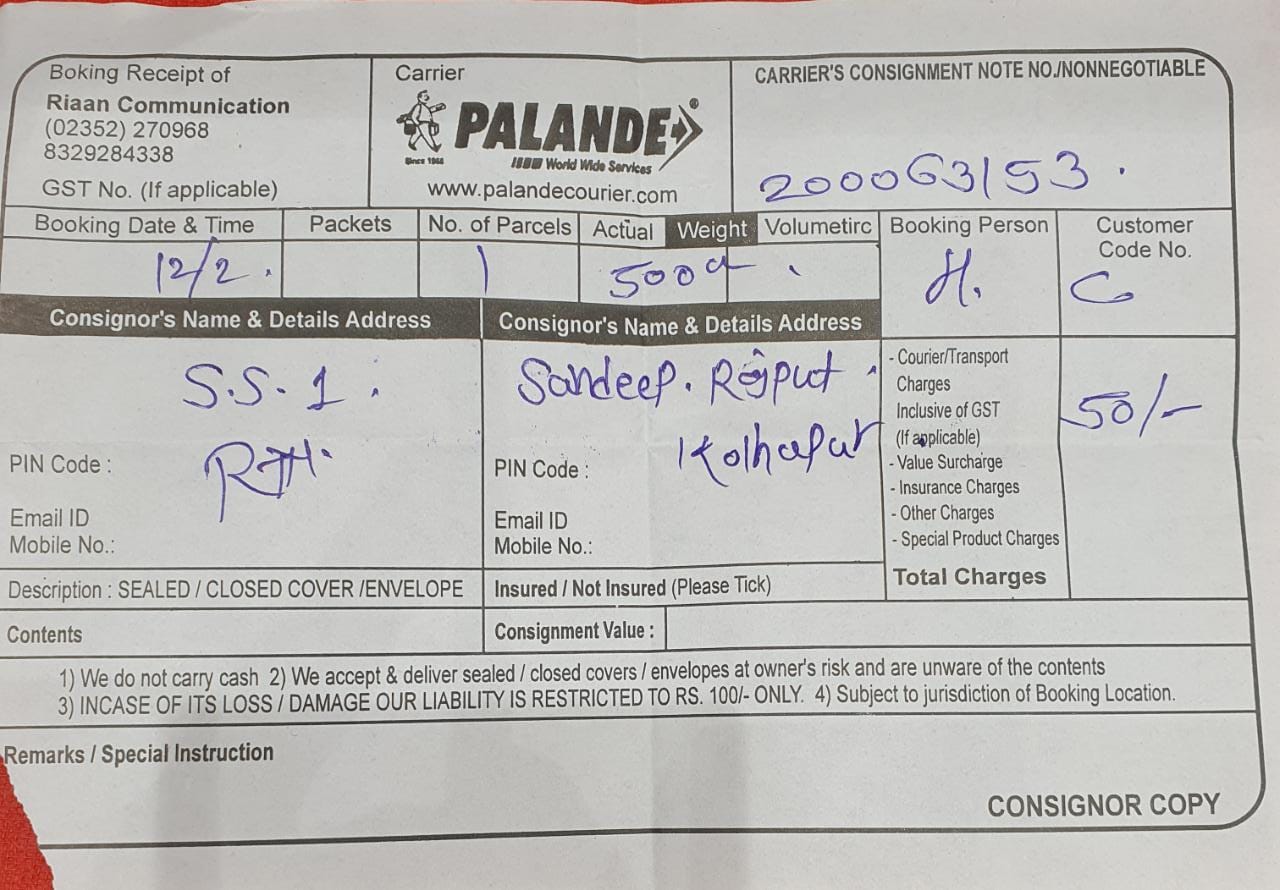 Boking Receipt of
Riaan Communication
(02352) 270968
8329284338
GST No. (If applicable)
Carrier
PALANDE®
Since 1968
World Wide Services
www.palandecourier.com
CARRIER'S CONSIGNMENT NOTE NO./NONNEGOTIABLE
200063153.
Booking Date & Time
12/2.
Packets
No. of Parcels
1
Actual Weight Volumetirc
500
Booking Person
H.
Customer
Code No.
C
Consignor's Name & Details Address
S.S. 1.
PIN Code :
Email ID
Mobile No.:
Consignor's Name & Details Address
Sandeep. Rajput.
Kolhapur
PIN Code :
Email ID
Mobile No.:
- Courier/Transport
Charges
Inclusive of GST
(If applicable)
- Value Surcharge
- Insurance Charges
- Other Charges
- Special Product Charges
Total Charges
50/-
Description : SEALED / CLOSED COVER /ENVELOPE
Insured / Not Insured (Please Tick)
Contents
Consignment Value :
1) We do not carry cash 2) We accept & deliver sealed / closed covers / envelopes at owner's risk and are unware of the contents
3) INCASE OF ITS LOSS / DAMAGE OUR LIABILITY IS RESTRICTED TO RS. 100/- ONLY. 4) Subject to jurisdiction of Booking Location.
Remarks / Special Instruction
CONSIGNOR COPY